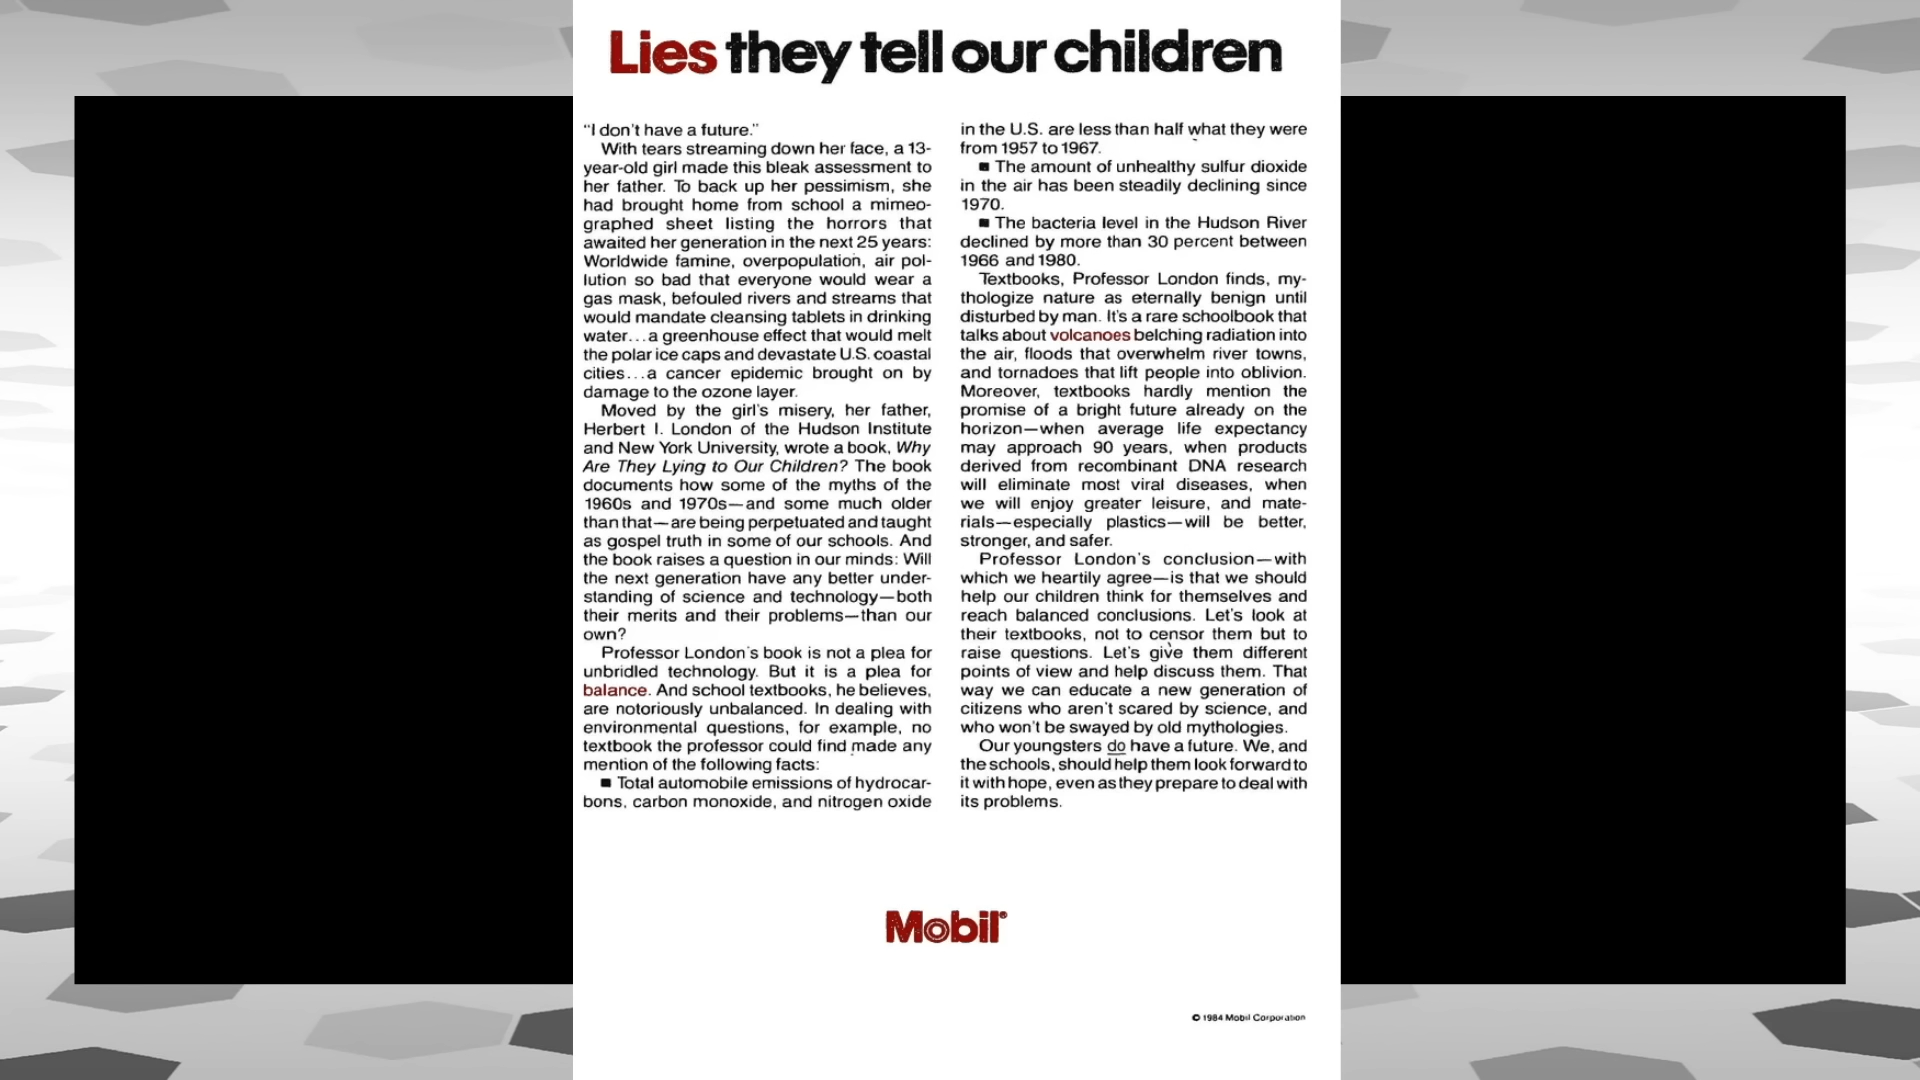 Lies they tell our children
"I don't have a future."
With tears streaming down her face, a 13-
year-old girl made this bleak assessment to
her father. To back up her pessimism, she
had brought home from school a mimeo-
graphed sheet listing the horrors that
awaited her generation in the next 25 years:
Worldwide famine, overpopulation, air pol-
lution so bad that everyone would wear a
gas mask, befouled rivers and streams that
would mandate cleansing tablets in drinking
water...a greenhouse effect that would melt
the polar ice caps and devastate U.S. coastal
cities...a cancer epidemic brought on by
damage to the ozone layer.
Moved by the girl's misery, her father,
Herbert I. London of the Hudson Institute
and New York University, wrote a book, Why
Are They Lying to Our Children? The book
documents how some of the myths of the
1960s and 1970s—and some much older
than that—are being perpetuated and taught
as gospel truth in some of our schools. And
the book raises a question in our minds: Will
the next generation have any better under-
standing of science and technology—both
their merits and their problems—than our
own?
Professor London's book is not a plea for
unbridled technology. But it is a plea for
balance. And school textbooks, he believes,
are notoriously unbalanced. In dealing with
environmental questions, for example, no
textbook the professor could find made any
mention of the following facts:
■ Total automobile emissions of hydrocar-
bons, carbon monoxide, and nitrogen oxide
in the U.S. are less than half what they were
from 1957 to 1967.
■ The amount of unhealthy sulfur dioxide
in the air has been steadily declining since
1970.
■ The bacteria level in the Hudson River
declined by more than 30 percent between
1966 and 1980.
Textbooks, Professor London finds, my-
thologize nature as eternally benign until
disturbed by man. It's a rare schoolbook that
talks about volcanoes belching radiation into
the air, floods that overwhelm river towns,
and tornadoes that lift people into oblivion.
Moreover, textbooks hardly mention the
promise of a bright future already on the
horizon—when average life expectancy
may approach 90 years, when products
derived from recombinant DNA research
will eliminate most viral diseases, when
we will enjoy greater leisure, and mate-
rials—especially plastics—will be better,
stronger, and safer.
Professor London's conclusion—with
which we heartily agree—is that we should
help our children think for themselves and
reach balanced conclusions. Let's look at
their textbooks, not to censor them but to
raise questions. Let's give them different
points of view and help discuss them. That
way we can educate a new generation of
citizens who aren't scared by science, and
who won't be swayed by old mythologies.
Our youngsters do have a future. We, and
the schools, should help them look forward to
it with hope, even as they prepare to deal with
its problems.
Mobil®
© 1984 Mobil Corporation